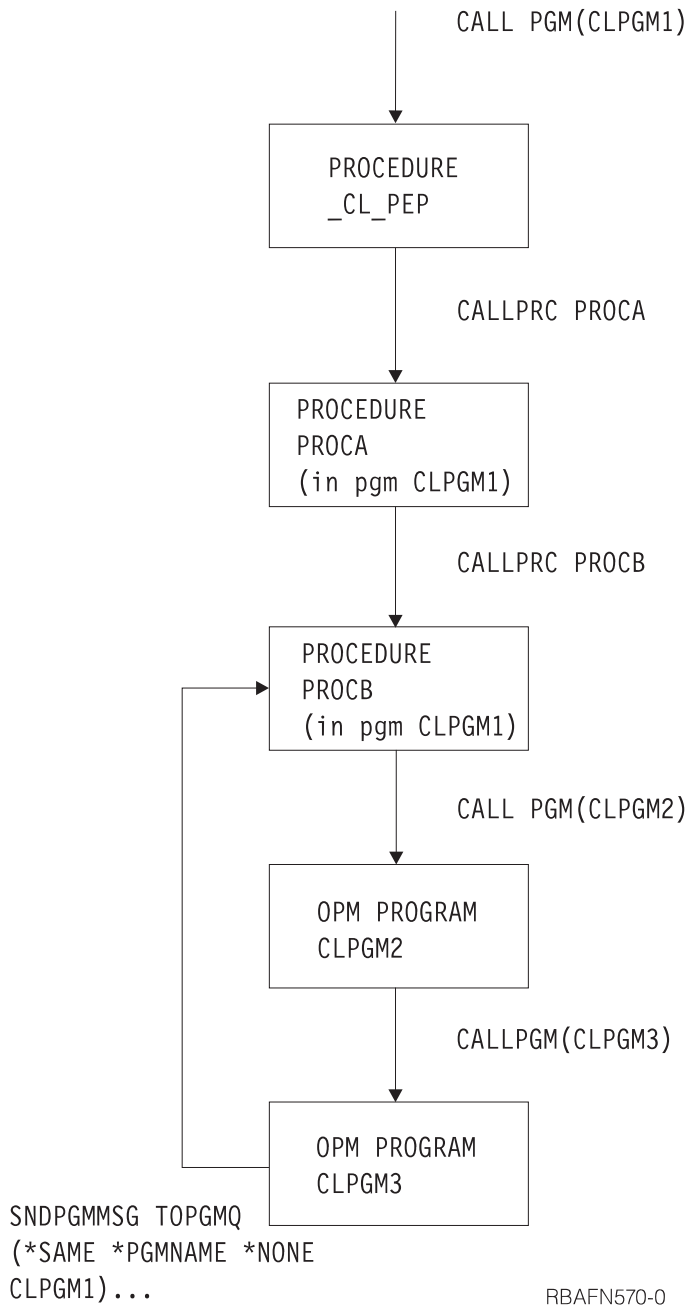 CALL PGM(CLPGM1)
PROCEDURE
_CL_PEP
CALLPRC PROCA
PROCEDURE
PROCA
(in pgm CLPGM1)
CALLPRC PROCB
PROCEDURE
PROCB
(in pgm CLPGM1)
CALL PGM(CLPGM2)
OPM PROGRAM
CLPGM2
CALLPGM(CLPGM3)
OPM PROGRAM
CLPGM3
SNDPGMMSG TOPGMQ
(*SAME *PGMNAME *NONE
CLPGM1)...
RBAFN570-0